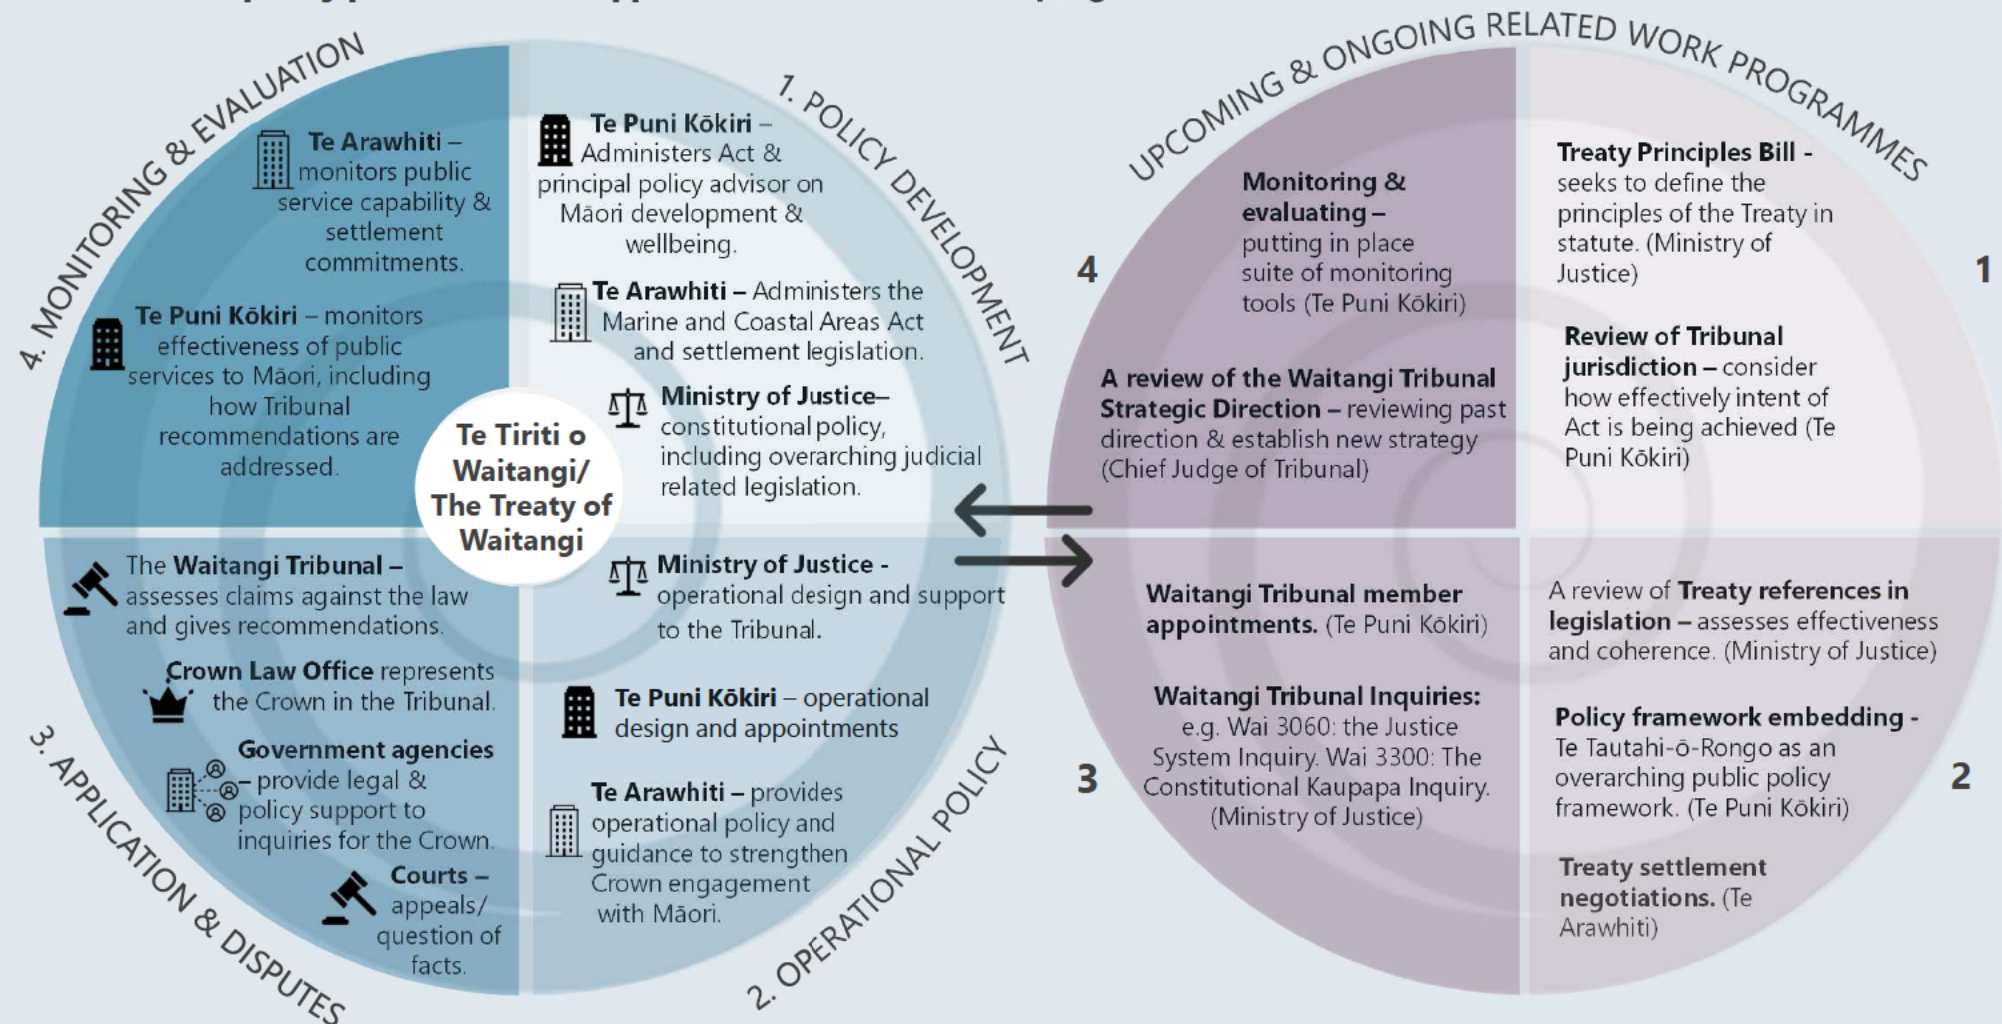 4. MONITORING & EVALUATION
Te Arawhiti –
monitors public
service capability &
settlement
commitments.
Te Puni Kōkiri – monitors
effectiveness of public
services to Māori, including
how Tribunal
recommendations are
addressed.
1. POLICY DEVELOPMENT
Te Puni Kōkiri –
Administers Act &
principal policy advisor on
Māori development &
wellbeing.
Te Arawhiti – Administers the
Marine and Coastal Areas Act
and settlement legislation.
Ministry of Justice–
constitutional policy,
including overarching judicial
related legislation.
Te Tiriti o
Waitangi/
The Treaty of
Waitangi
The Waitangi Tribunal –
assesses claims against the law
and gives recommendations.
Crown Law Office represents
the Crown in the Tribunal.
Government agencies
– provide legal &
policy support to
inquiries for the Crown.
Courts –
appeals/
question of
facts.
3. APPLICATION & DISPUTES
Ministry of Justice -
operational design and support
to the Tribunal.
Te Puni Kōkiri – operational
design and appointments
Te Arawhiti – provides
operational policy and
guidance to strengthen
Crown engagement
with Māori.
2. OPERATIONAL POLICY
UPCOMING & ONGOING RELATED WORK PROGRAMMES
4
Monitoring &
evaluating –
putting in place
suite of monitoring
tools (Te Puni Kōkiri)
A review of the Waitangi Tribunal
Strategic Direction – reviewing past
direction & establish new strategy
(Chief Judge of Tribunal)
1
Treaty Principles Bill -
seeks to define the
principles of the Treaty in
statute. (Ministry of
Justice)
Review of Tribunal
jurisdiction – consider
how effectively intent of
Act is being achieved (Te
Puni Kōkiri)
3
Waitangi Tribunal member
appointments. (Te Puni Kōkiri)
Waitangi Tribunal Inquiries:
e.g. Wai 3060: the Justice
System Inquiry. Wai 3300: The
Constitutional Kaupapa Inquiry.
(Ministry of Justice)
2
A review of Treaty references in
legislation – assesses effectiveness
and coherence. (Ministry of Justice)
Policy framework embedding -
Te Tautahi-ō-Rongo as an
overarching public policy
framework. (Te Puni Kōkiri)
Treaty settlement
negotiations. (Te
Arawhiti)